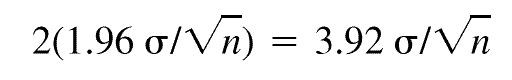 2(1.96 σ/√n) = 3.92 σ/√n